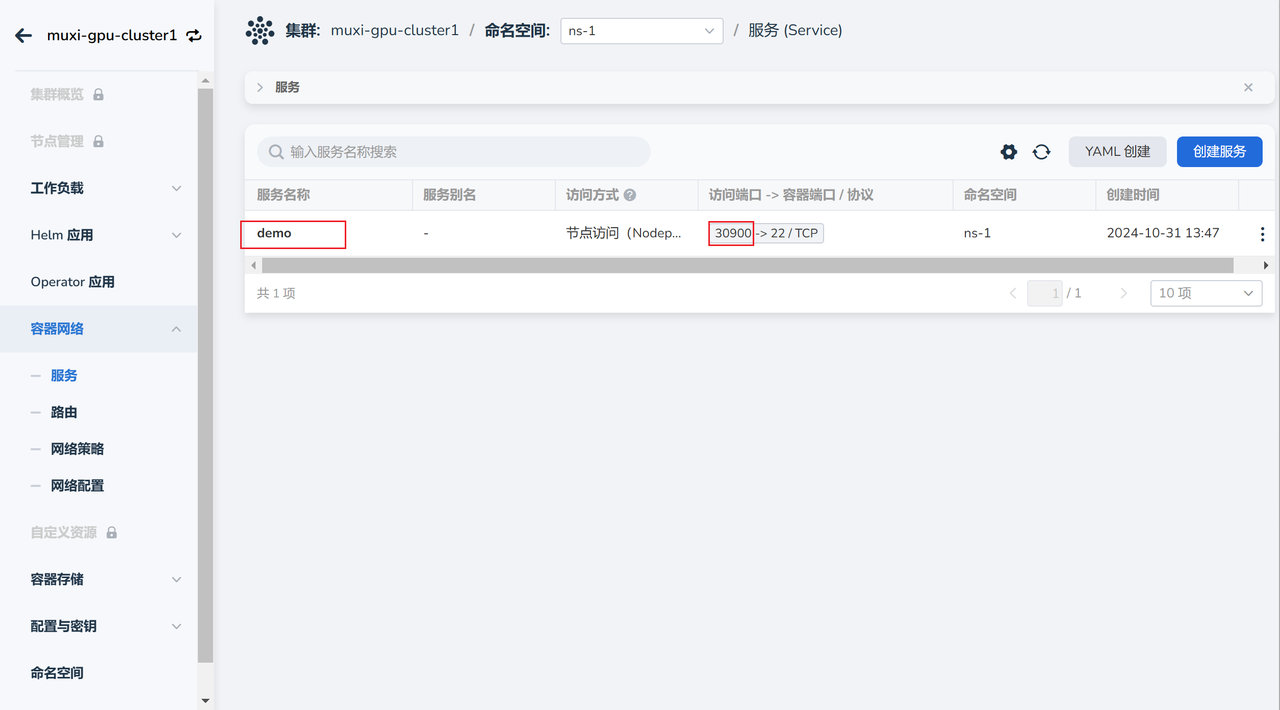 muxi-gpu-cluster1
集群: muxi-gpu-cluster1 / 命名空间: ns-1 / 服务 (Service)
集群概览
节点管理
工作负载
Helm 应用
Operator 应用
容器网络
服务
路由
网络策略
网络配置
自定义资源
容器存储
配置与密钥
命名空间
服务
输入服务名称搜索
YAML 创建
创建服务
服务名称 服务别名 访问方式 访问端口 -> 容器端口 / 协议 命名空间 创建时间
demo - 节点访问（Nodep... 30900 -> 22 / TCP ns-1 2024-10-31 13:47
共 1 项 1 / 1 10 项